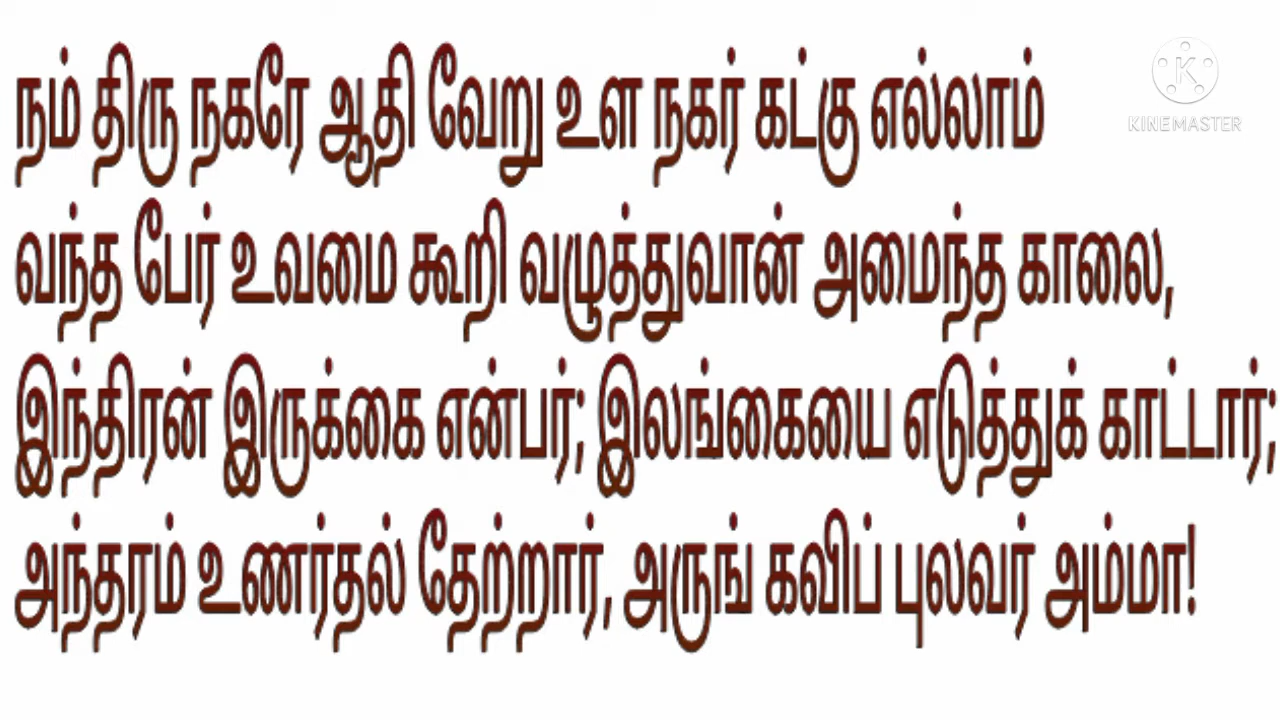 நம் திரு நகரே ஆதி வேறு உள நகர் கட்கு எல்லாம்
வந்த பேர் உவமை கூறி வழுத்துவான் அமைந்த காலை,
இந்திரன் இருக்கை என்பர்; இலங்கையை எடுத்துக் காட்டார்;
அந்தரம் உணர்தல் தேற்றார், அருங் கவிப் புலவர் அம்மா!
K
KINEMASTER